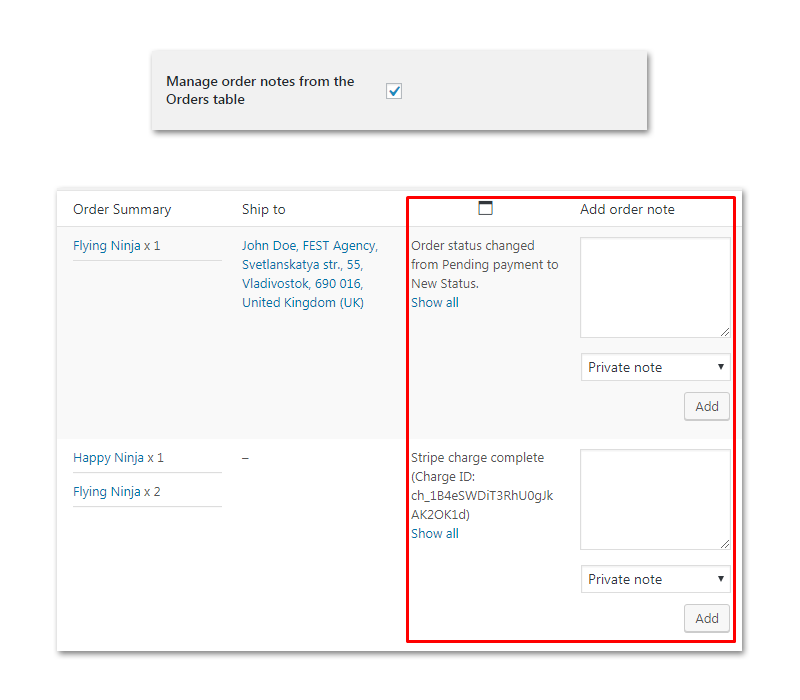 Manage order notes from the
Orders table
Order Summary
Ship to
Add order note
Flying Ninja x 1
John Doe, FEST Agency,
Svetlanskatya str., 55,
Vladivostok, 690 016,
United Kingdom (UK)
Order status changed
from Pending payment to
New Status.
Show all
Private note
Add
Happy Ninja x 1
Flying Ninja x 2
–
Stripe charge complete
(Charge ID:
ch_1B4eSWDiT3RhU0gJk
AK2OK1d)
Show all
Private note
Add